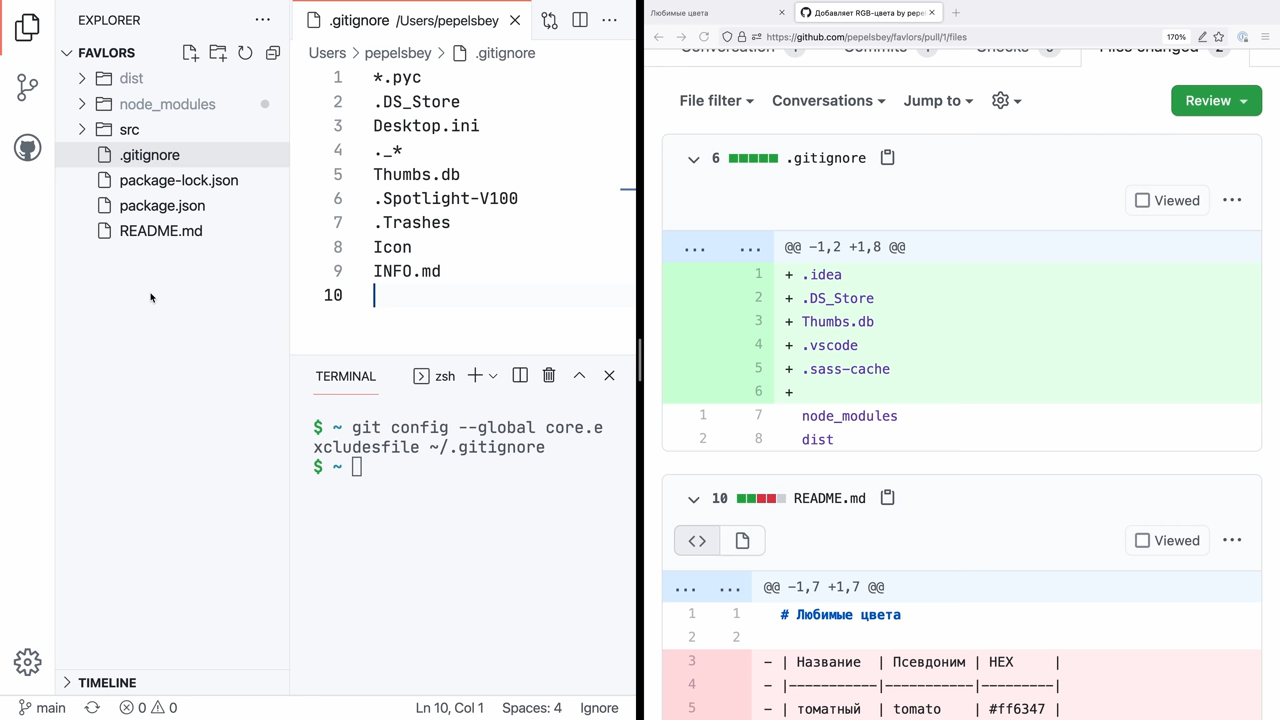 EXPLORER
FAVLORS
dist
node_modules
src
.gitignore
package-lock.json
package.json
README.md
TIMELINE
main
0 0
Ln 10, Col 1
Spaces: 4
Ignore
.gitignore /Users/pepelsbey
Users pepelsbey .gitignore
1 *.pyc
2 .DS_Store
3 Desktop.ini
4 ._*
5 Thumbs.db
6 .Spotlight-V100
7 .Trashes
8 Icon
9 INFO.md
10
TERMINAL
zsh
$ ~ git config --global core.e
xcludesfile ~/.gitignore
$ ~
Любимые цвета
Добавляет RGB-цвета by pepe
https://github.com/pepelsbey/favlors/pull/1/files
170%
Conversation 1 Commits 1 Checks 0 Files changed 2
File filter
Conversations
Jump to
Review
6 .gitignore
Viewed
... ... @@ -1,2 +1,8 @@
1 + .idea
2 + .DS_Store
3 + Thumbs.db
4 + .vscode
5 + .sass-cache
6 +
1 7 node_modules
2 8 dist
10 README.md
Viewed
... ... @@ -1,7 +1,7 @@
1 1 # Любимые цвета
2 2
3 - | Название | Псевдоним | HEX |
4 - |----------|-----------|---------|
5 - | томатный | tomato | #ff6347 |